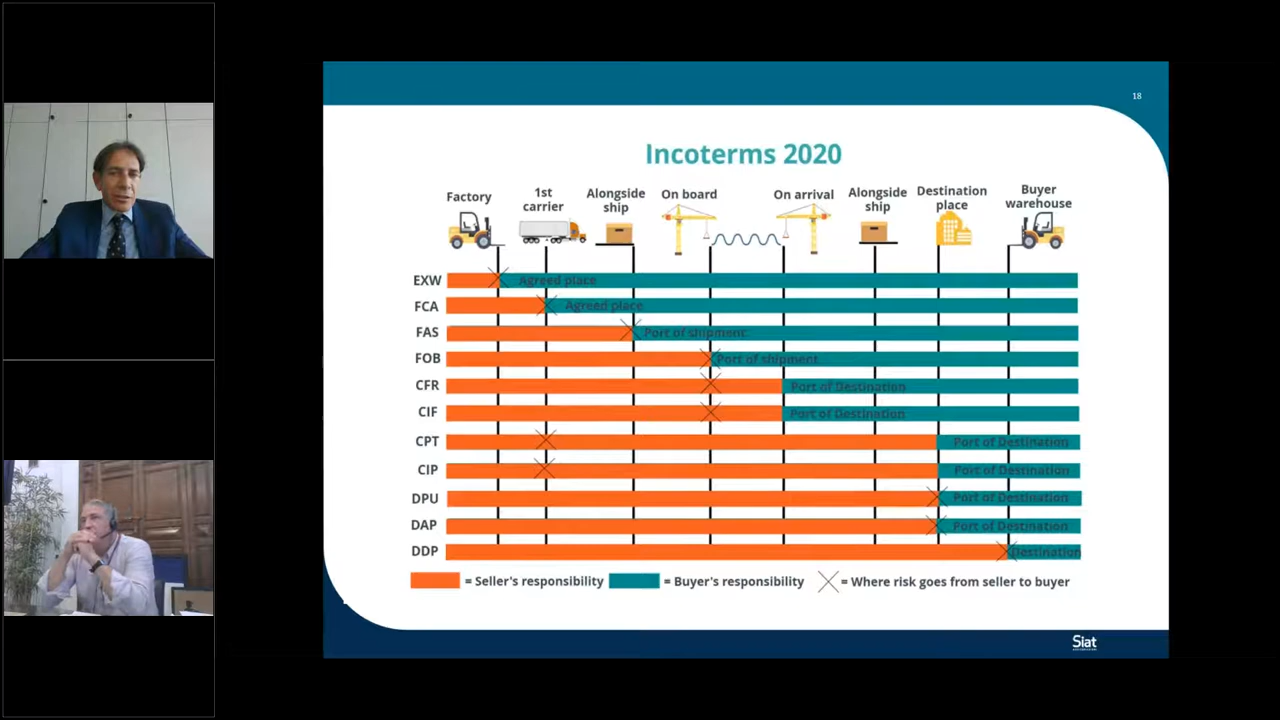 18
Incoterms 2020
Factory
1st
carrier
Alongside
ship
On board
On arrival
Alongside
ship
Destination
place
Buyer
warehouse
EXW Agreed place
FCA Agreed place
FAS Port of shipment
FOB Port of shipment
CFR Port of Destination
CIF Port of Destination
CPT Port of Destination
CIP Port of Destination
DPU Port of Destination
DAP Port of Destination
DDP Destination
= Seller's responsibility = Buyer's responsibility = Where risk goes from seller to buyer
Siat